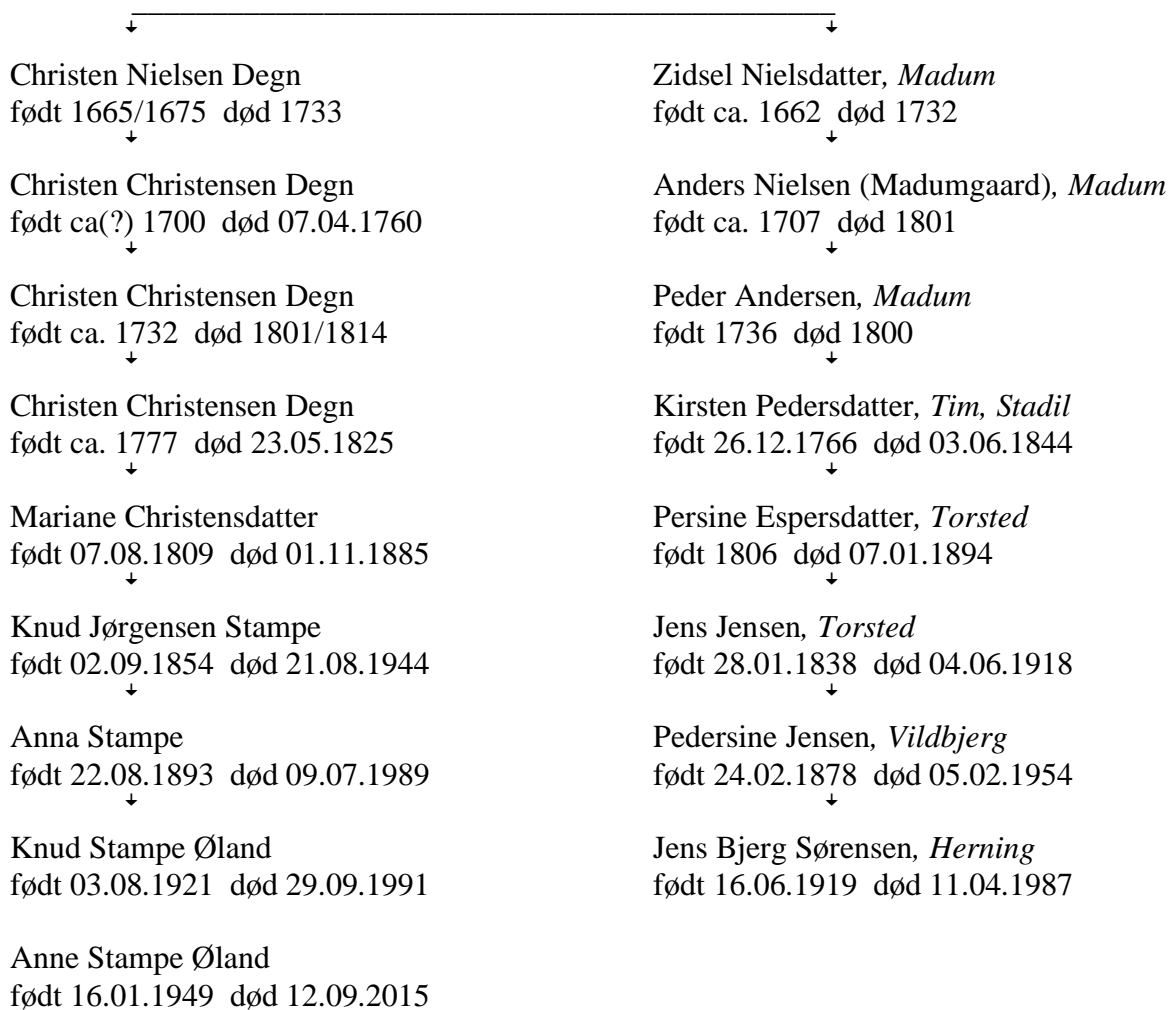 Christen Nielsen Degn
født 1665/1675 død 1733
Christen Christensen Degn
født ca(?) 1700 død 07.04.1760
Christen Christensen Degn
født ca. 1732 død 1801/1814
Christen Christensen Degn
født ca. 1777 død 23.05.1825
Mariane Christensdatter
født 07.08.1809 død 01.11.1885
Knud Jørgensen Stampe
født 02.09.1854 død 21.08.1944
Anna Stampe
født 22.08.1893 død 09.07.1989
Knud Stampe Øland
født 03.08.1921 død 29.09.1991
Anne Stampe Øland
født 16.01.1949 død 12.09.2015
Zidsel Nielsdatter, Madum
født ca. 1662 død 1732
Anders Nielsen (Madumgaard), Madum
født ca. 1707 død 1801
Peder Andersen, Madum
født 1736 død 1800
Kirsten Pedersdatter, Tim, Stadil
født 26.12.1766 død 03.06.1844
Persine Espersdatter, Torsted
født 1806 død 07.01.1894
Jens Jensen, Torsted
født 28.01.1838 død 04.06.1918
Pedersine Jensen, Vildbjerg
født 24.02.1878 død 05.02.1954
Jens Bjerg Sørensen, Herning
født 16.06.1919 død 11.04.1987